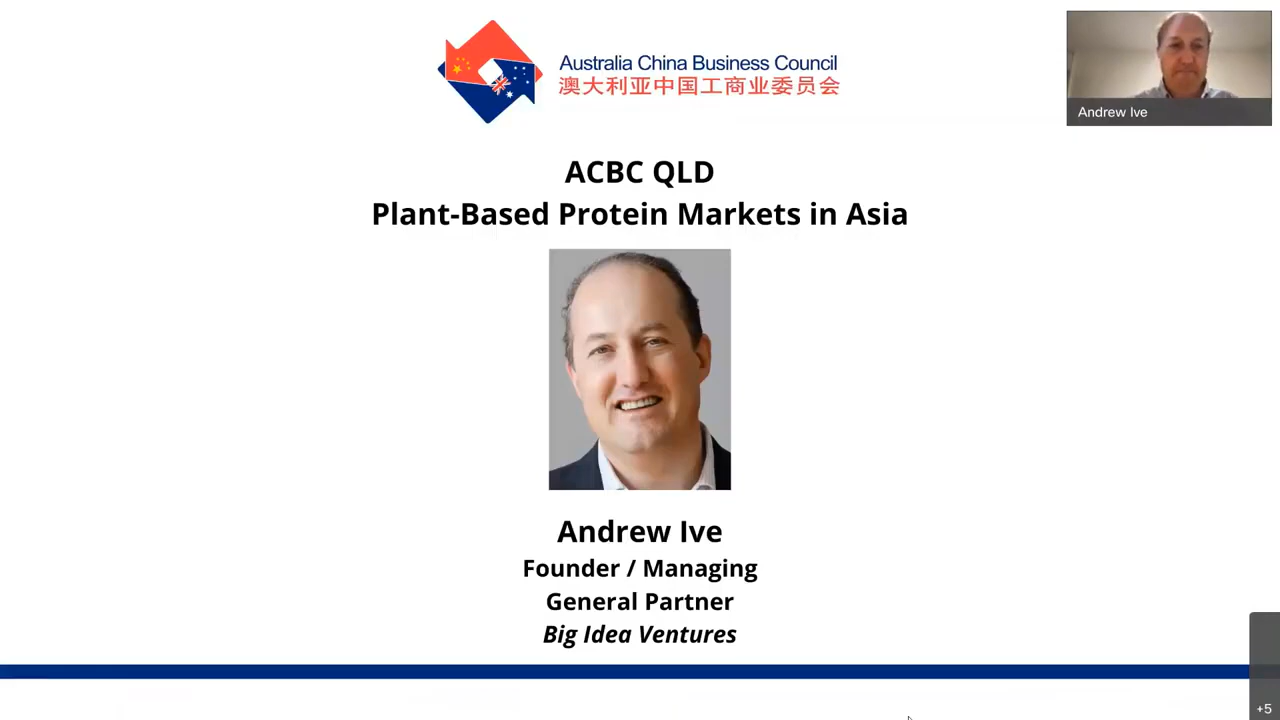 Australia China Business Council
澳大利亚中国工商业委员会
Andrew Ive
ACBC QLD
Plant-Based Protein Markets in Asia
Andrew Ive
Founder / Managing
General Partner
Big Idea Ventures
+5